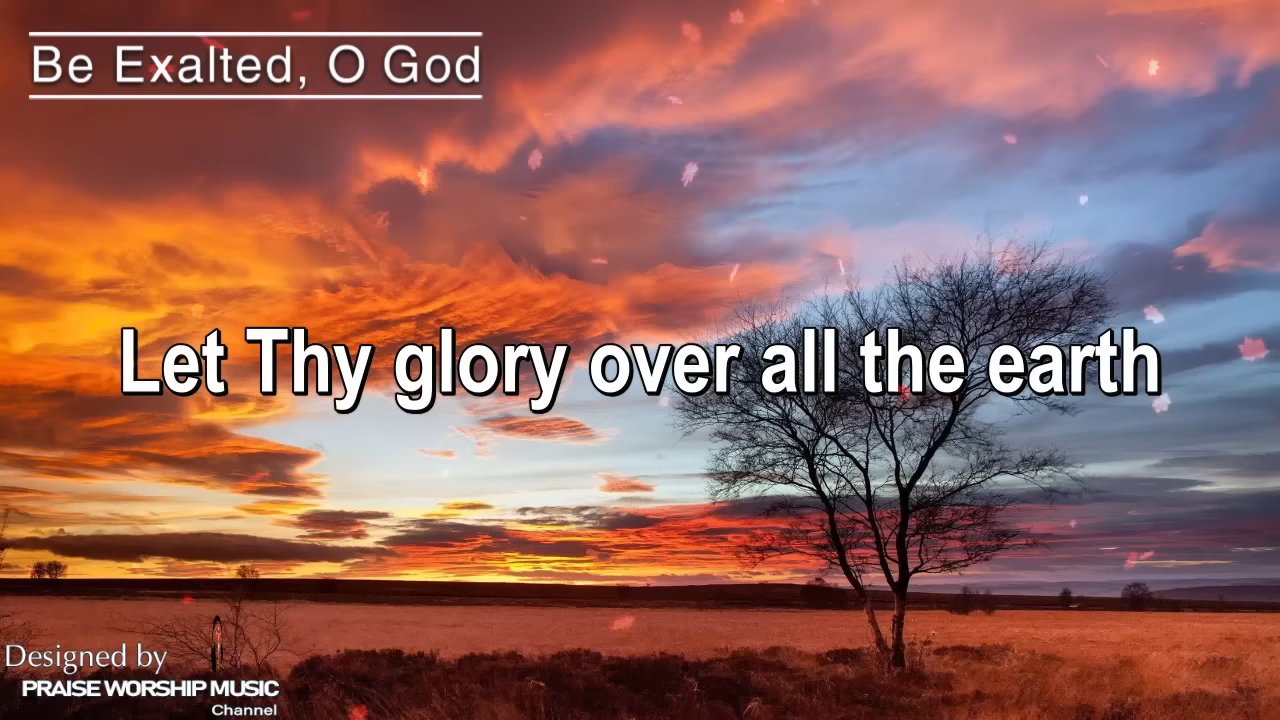 Be Exalted, O God
Let Thy glory over all the earth
Designed by
PRAISE WORSHIP MUSIC
Channel